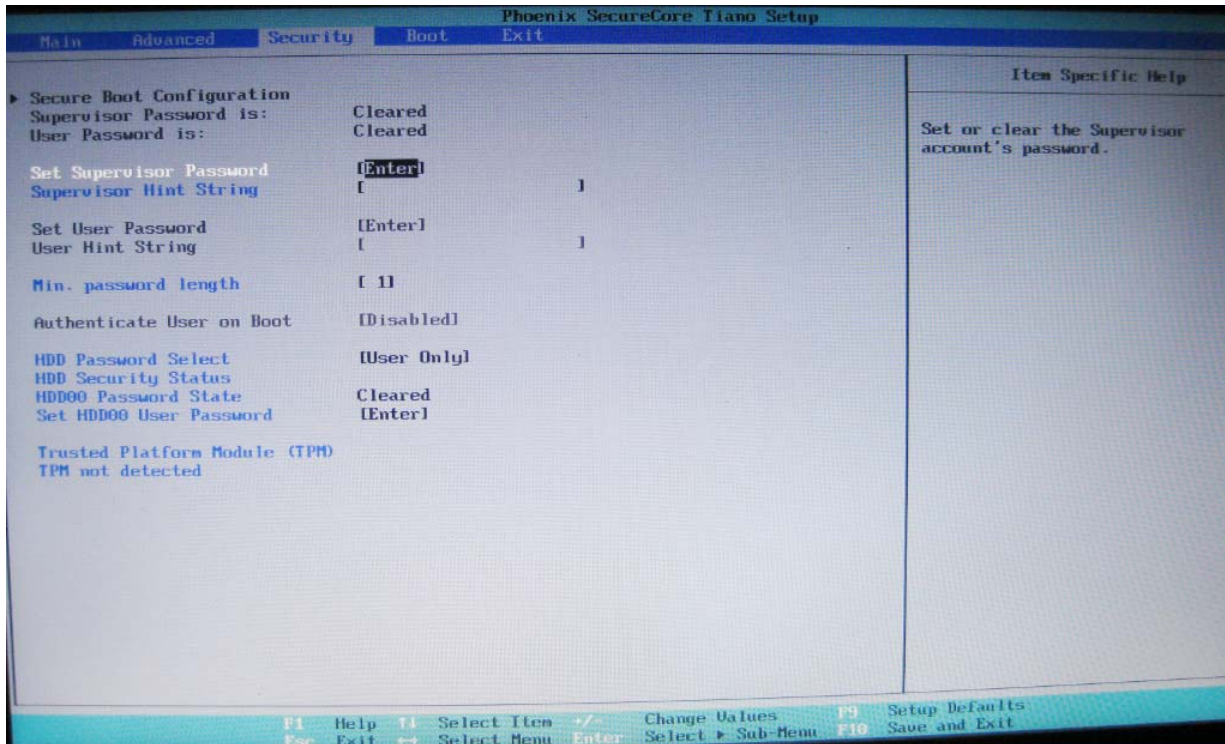 Phoenix SecureCore Tiano Setup
Main Advanced Security Boot Exit
Item Specific Help
▶ Secure Boot Configuration
Supervisor Password is: Cleared
User Password is: Cleared
Set or clear the Supervisor
account's password.
Set Supervisor Password [Enter]
Supervisor Hint String [ ]
Set User Password [Enter]
User Hint String [ ]
Min. password length [ 1]
Authenticate User on Boot [Disabled]
HDD Password Select [User Only]
HDD Security Status
HDD00 Password State Cleared
Set HDD00 User Password [Enter]
Trusted Platform Module (TPM)
TPM not detected
F1 Help ↑↓ Select Item +/- Change Values F9 Setup Defaults
Esc Exit ↔ Select Menu Enter Select ▶ Sub-Menu F10 Save and Exit